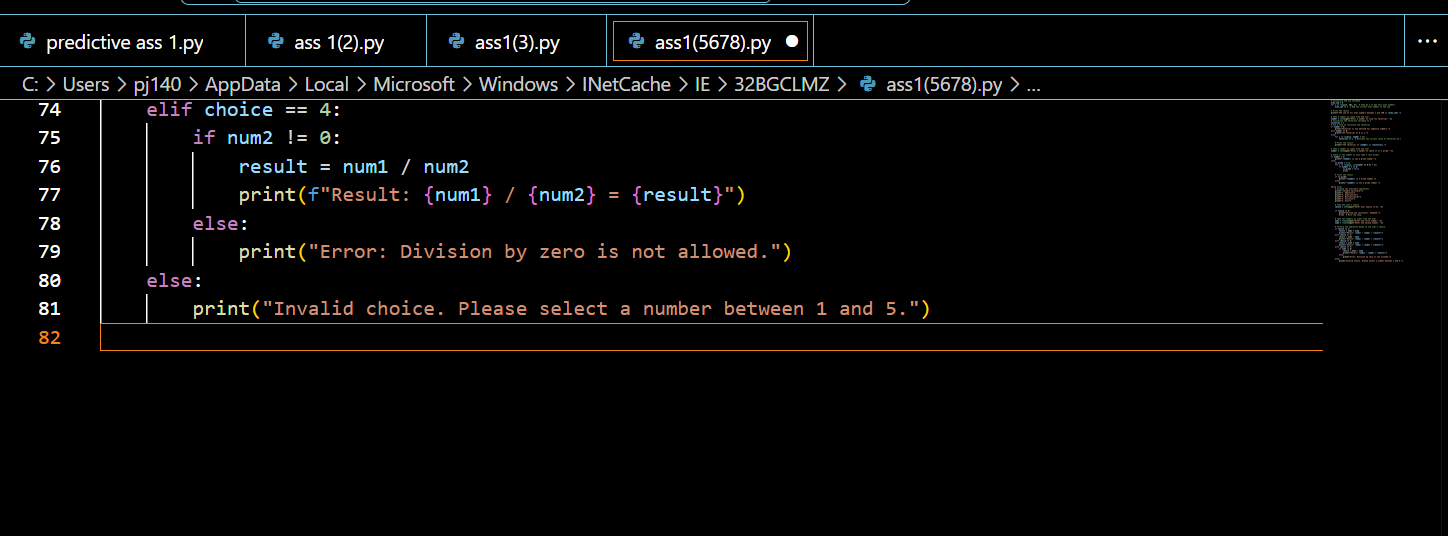 predictive ass 1.py ass 1(2).py ass1(3).py ass1(5678).py ...
C: > Users > pj140 > AppData > Local > Microsoft > Windows > INetCache > IE > 32BGCLMZ > ass1(5678).py > ...
74 elif choice == 4:
75 if num2 != 0:
76 result = num1 / num2
77 print(f"Result: {num1} / {num2} = {result}")
78 else:
79 print("Error: Division by zero is not allowed.")
80 else:
81 print("Invalid choice. Please select a number between 1 and 5.")
82